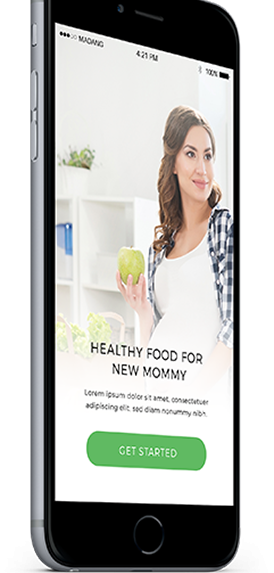 MADANG
4:21 PM
100%
HEALTHY FOOD FOR
NEW MOMMY
Lorem ipsum dolor sit amet, consectetuer
adipiscing elit, sed diam nonummy nibh.
GET STARTED